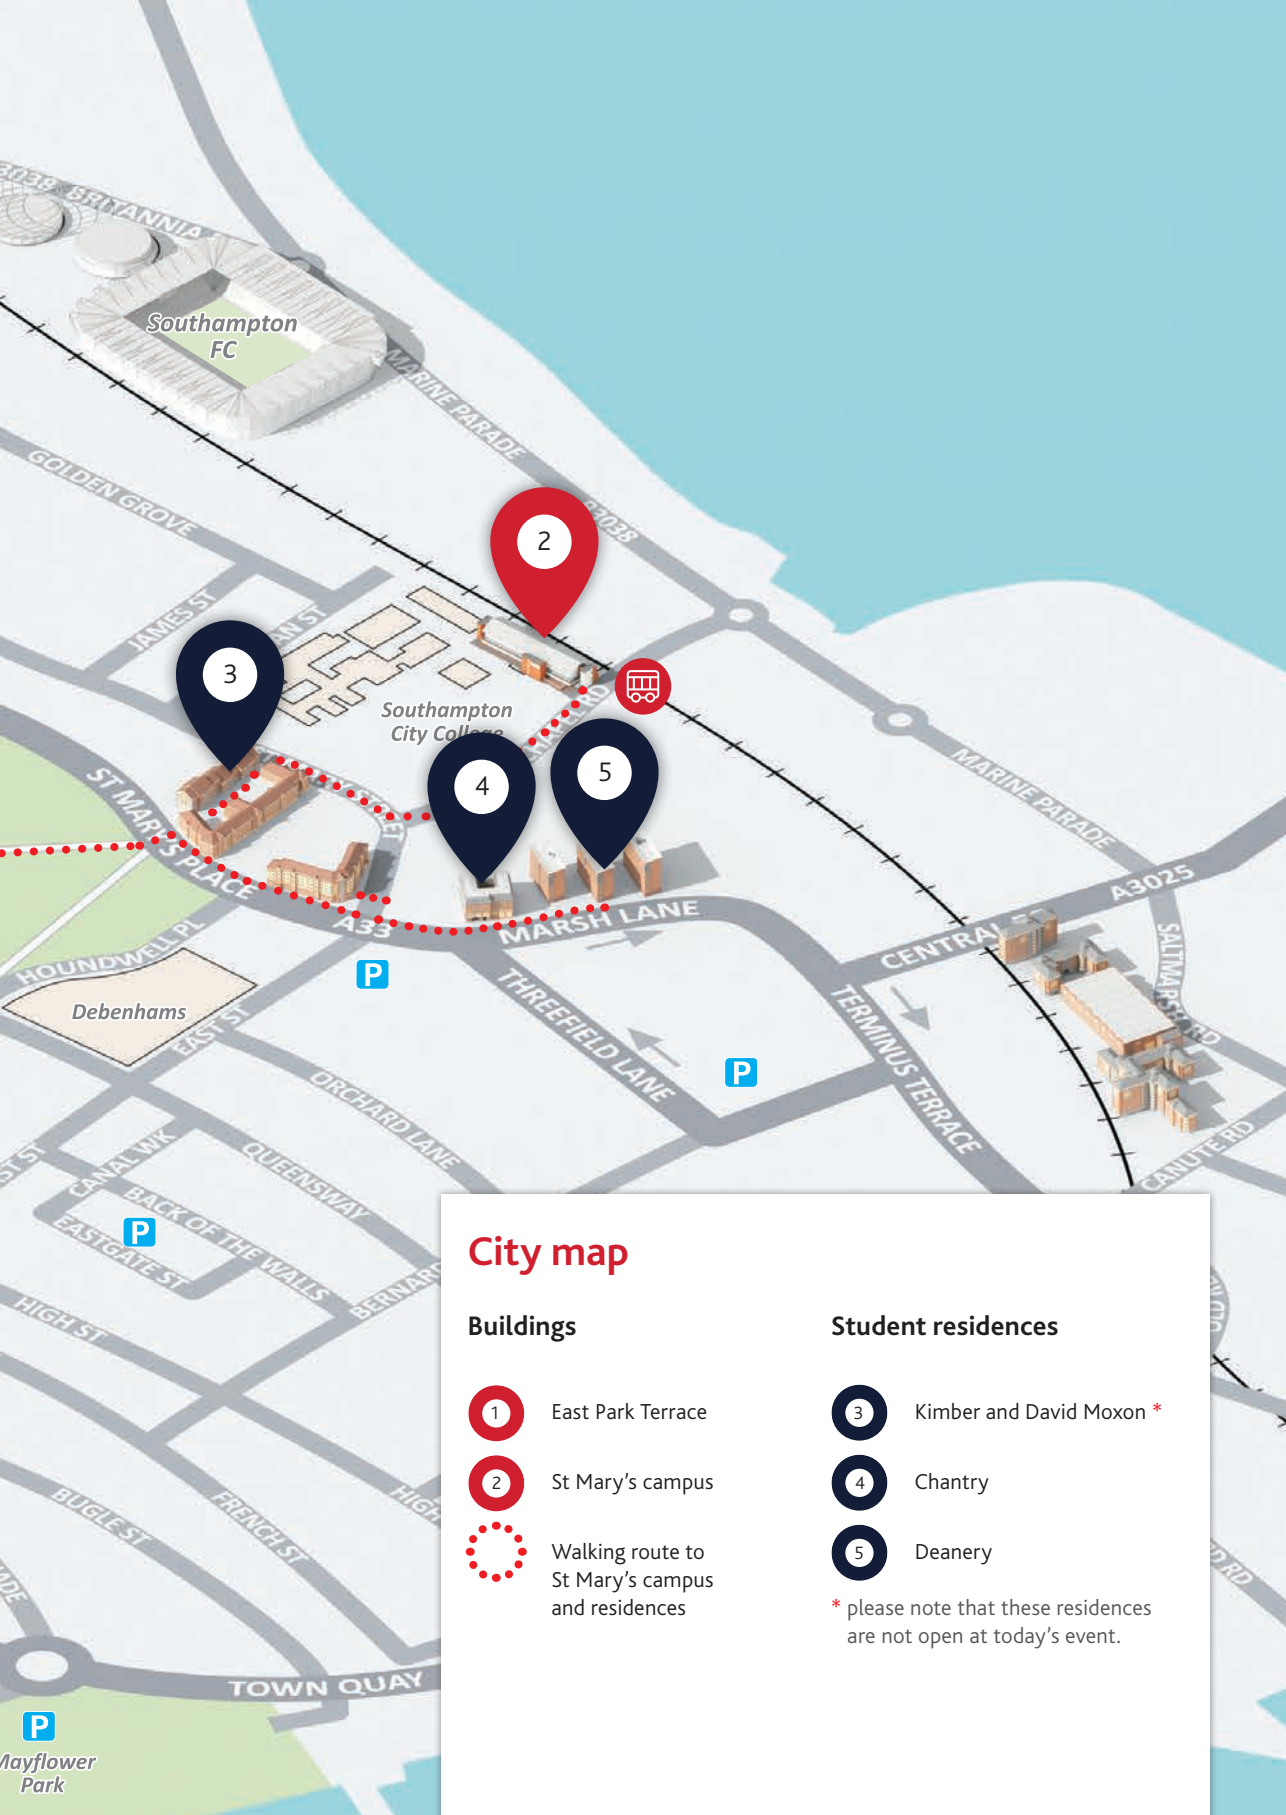 BRITANNIA
Southampton
FC
MARINE PARADE
GOLDEN GROVE
2
JAMES ST
3
Southampton
City College
4
5
MARINE PARADE
ST MARY'S PLACE
A33
MARSH LANE
A3025
CENTRAL
HOUNDWELL PL
P
Debenhams
EAST ST
THREEFIELD LANE
TERMINUS TERRACE
SALTMARSH RD
P
ORCHARD LANE
CANAL WK
QUEENSWAY
CANUTE RD
BACK OF THE WALLS
EASTGATE ST
P
HIGH ST
BUGLE ST
FRENCH ST
HIGH
TOWN QUAY
P
Mayflower
Park
City map
Buildings
1 East Park Terrace
2 St Mary's campus
Walking route to
St Mary's campus
and residences
Student residences
3 Kimber and David Moxon *
4 Chantry
5 Deanery
* please note that these residences
are not open at today's event.